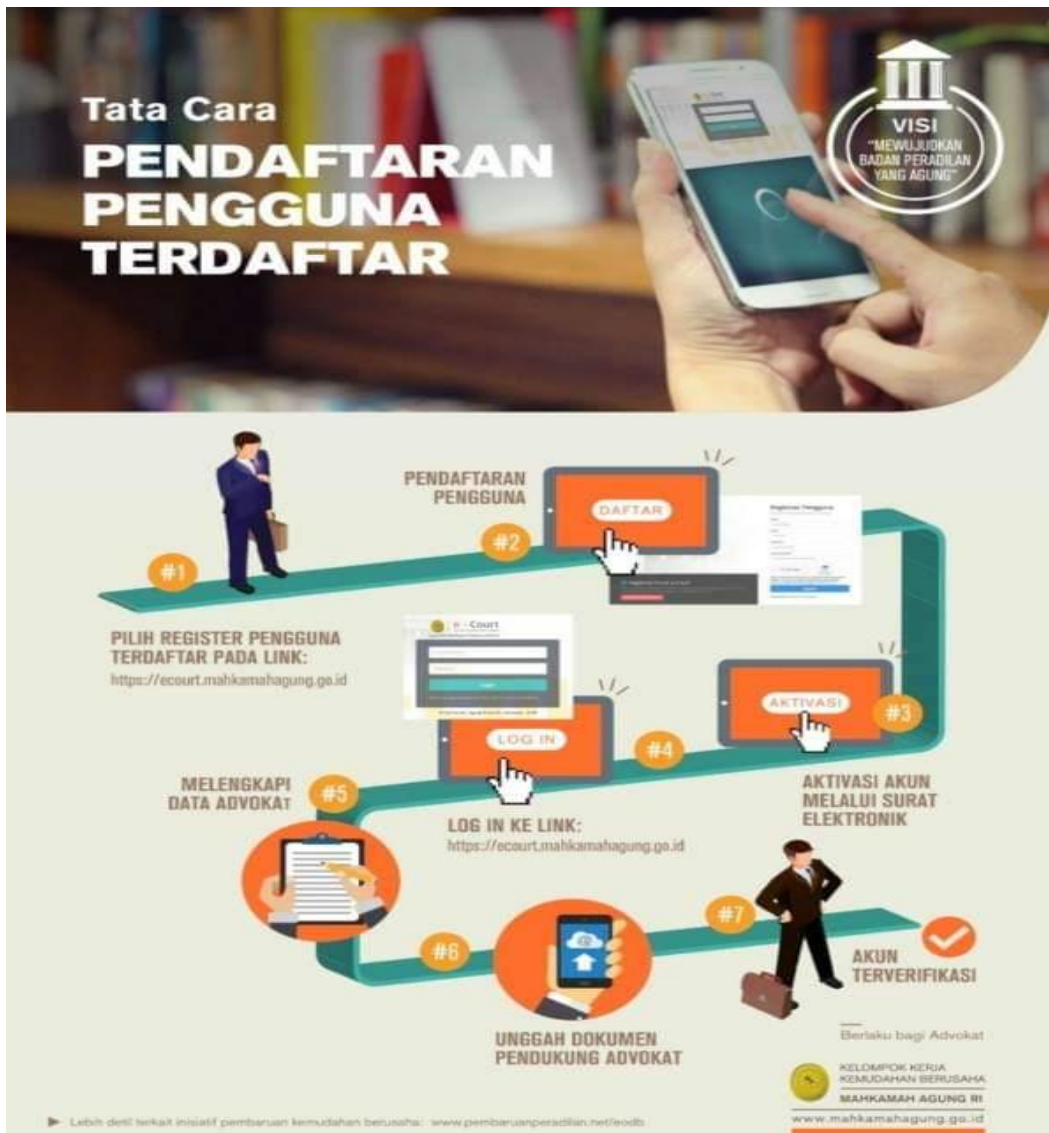 Tata Cara
PENDAFTARAN
PENGGUNA
TERDAFTAR
VISI
"MEWUJUDKAN
BADAN PERADILAN
YANG AGUNG"
#1
PILIH REGISTER PENGGUNA
TERDAFTAR PADA LINK:
https://ecourt.mahkamahagung.go.id
#2
PENDAFTARAN
PENGGUNA
DAFTAR
Registrasi Pengguna
#3
AKTIVASI
AKTIVASI AKUN
MELALUI SURAT
ELEKTRONIK
#4
e-Court
LOG IN
LOG IN KE LINK:
https://ecourt.mahkamahagung.go.id
#5
MELENGKAPI
DATA ADVOKAT
#6
@
UNGGAH DOKUMEN
PENDUKUNG ADVOKAT
#7
AKUN
TERVERIFIKASI
Berlaku bagi Advokat
KELOMPOK KERJA
KEMUDAHAN BERUSAHA
MAHKAMAH AGUNG RI
www.mahkamahagung.go.id
Lebih detil terkait inisiatif pembaruan kemudahan berusaha: www.pembaruanperadilan.net/eodb